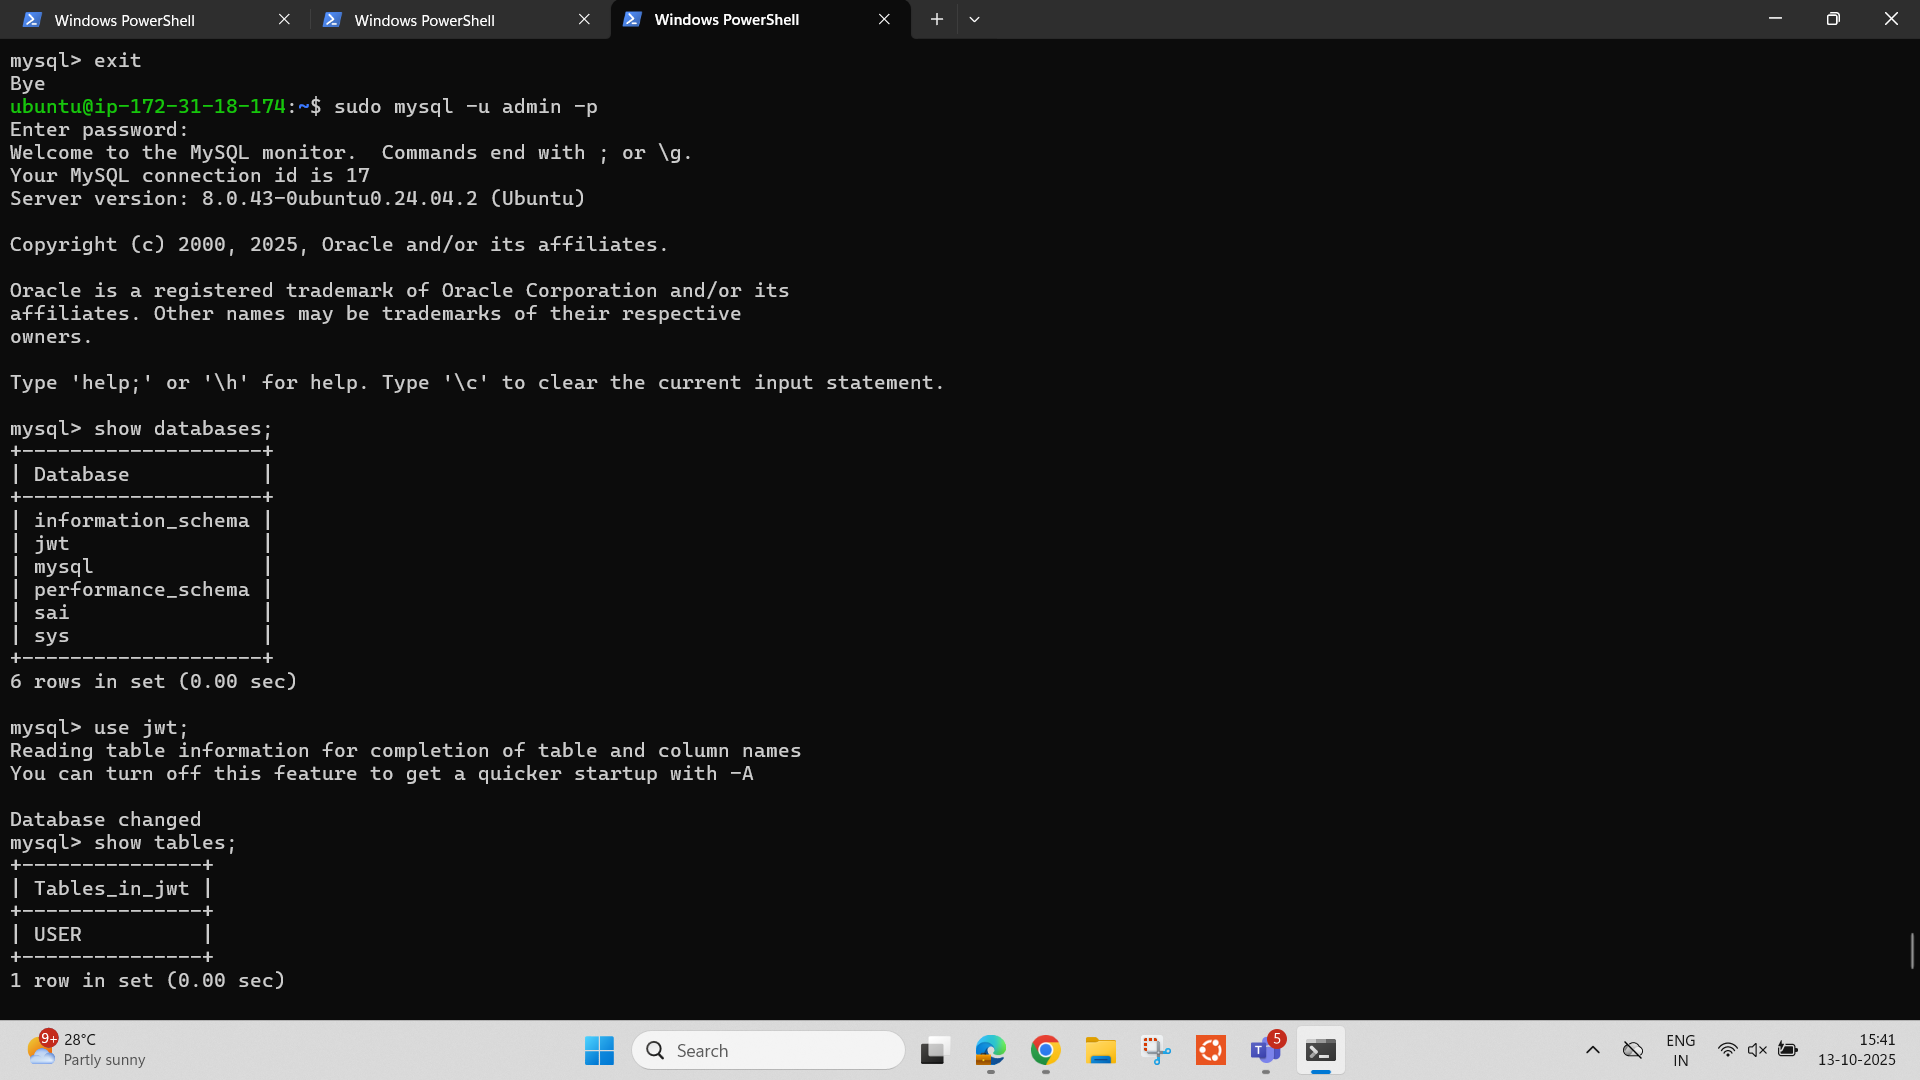 Windows PowerShell
Windows PowerShell
Windows PowerShell
mysql> exit
Bye
ubuntu@ip-172-31-18-174:~$ sudo mysql -u admin -p
Enter password:
Welcome to the MySQL monitor.  Commands end with ; or \g.
Your MySQL connection id is 17
Server version: 8.0.43-0ubuntu0.24.04.2 (Ubuntu)
Copyright (c) 2000, 2025, Oracle and/or its affiliates.
Oracle is a registered trademark of Oracle Corporation and/or its
affiliates. Other names may be trademarks of their respective
owners.
Type 'help;' or '\h' for help. Type '\c' to clear the current input statement.
mysql> show databases;
+--------------------+
| Database           |
+--------------------+
| information_schema |
| jwt                |
| mysql              |
| performance_schema |
| sai                |
| sys                |
+--------------------+
6 rows in set (0.00 sec)
mysql> use jwt;
Reading table information for completion of table and column names
You can turn off this feature to get a quicker startup with -A
Database changed
mysql> show tables;
+---------------+
| Tables_in_jwt |
+---------------+
| USER          |
+---------------+
1 row in set (0.00 sec)
9+
28°C
Partly sunny
Search
5
ENG
IN
15:41
13-10-2025